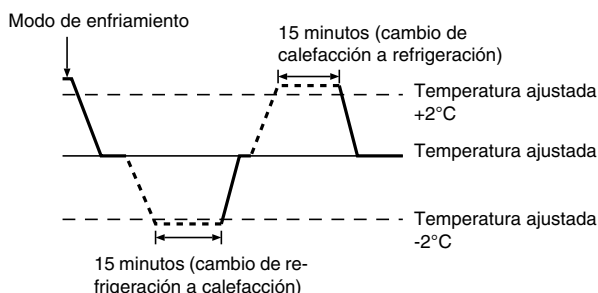 Modo de enfriamiento
15 minutos (cambio de
calefacción a refrigeración)
Temperatura ajustada
+2°C
Temperatura ajustada
Temperatura ajustada
-2°C
15 minutos (cambio de re-
frigeración a calefacción)